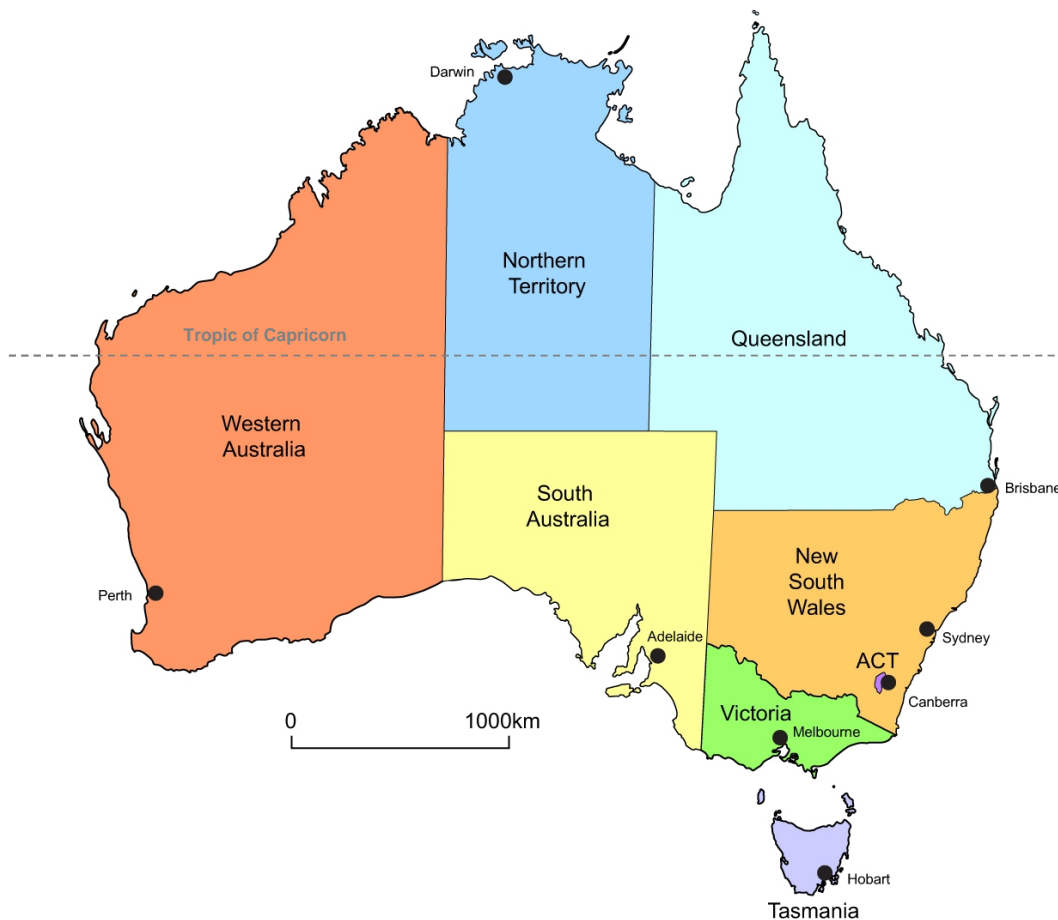 Darwin
Northern
Territory
Tropic of Capricorn
Queensland
Western
Australia
South
Australia
Brisbane
New
South
Wales
Perth
Adelaide
Sydney
ACT
Canberra
0 1000km
Victoria
Melbourne
Hobart
Tasmania